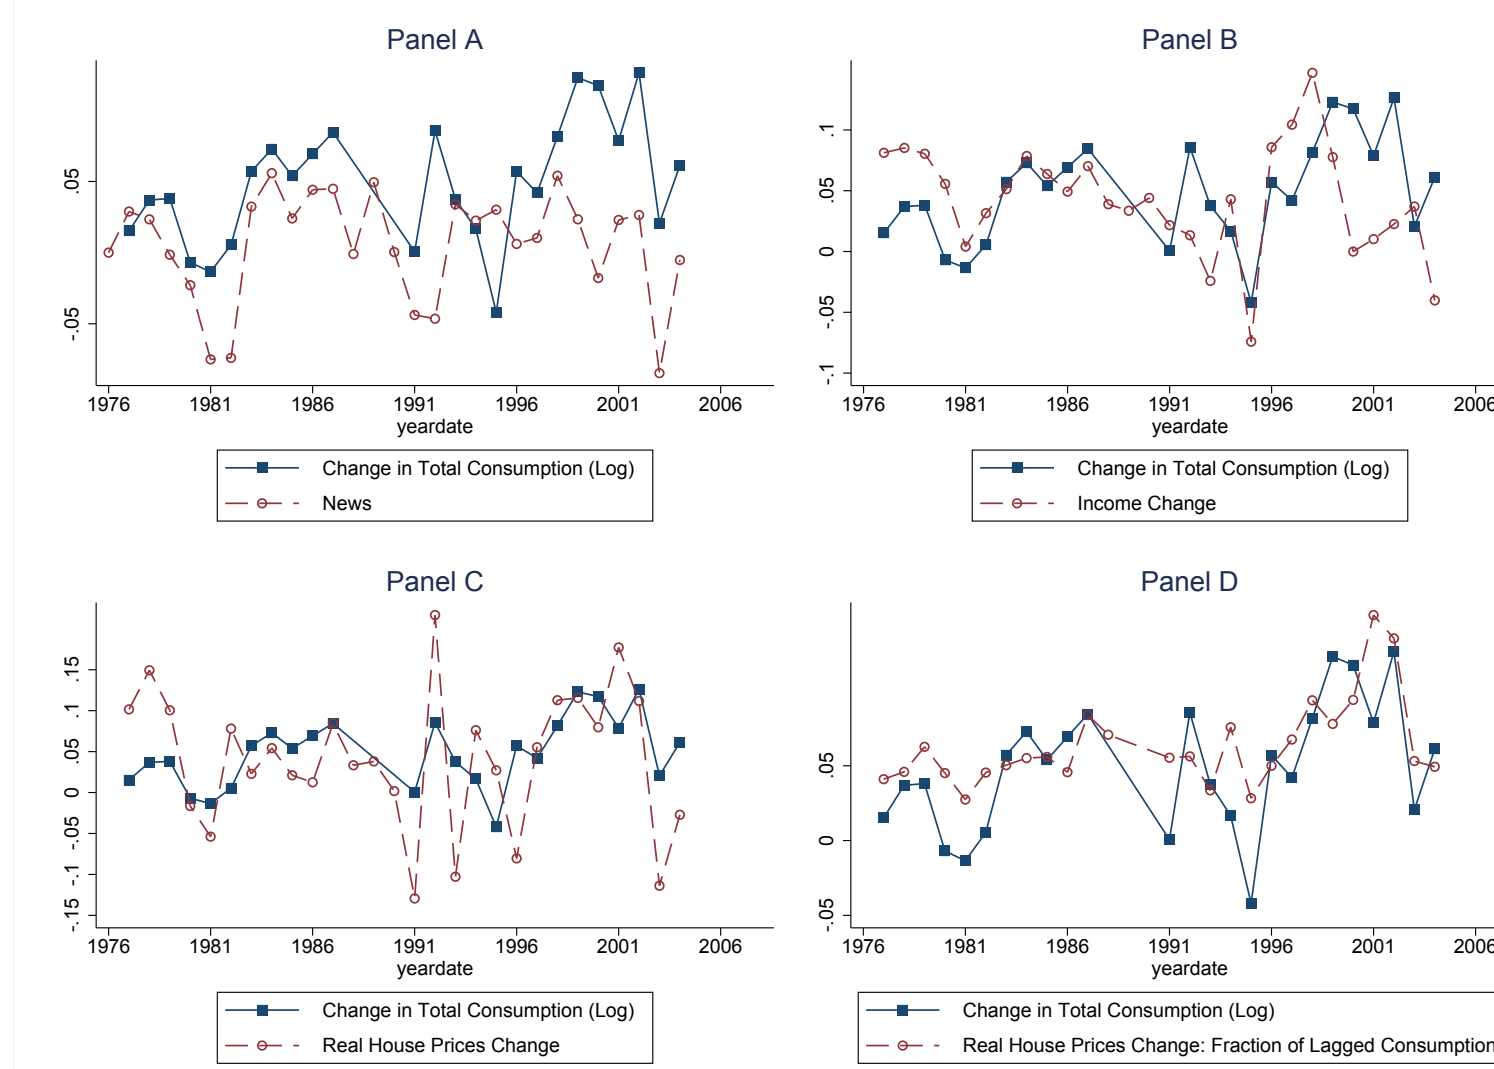 Panel A
.05
-.05
1976 1981 1986 1991 1996 2001 2006
yeardate
Change in Total Consumption (Log)
News
Panel B
.1
.05
0
-.05
-.1
1976 1981 1986 1991 1996 2001 2006
yeardate
Change in Total Consumption (Log)
Income Change
Panel C
.15
.1
.05
0
-.05
-.1
-.15
1976 1981 1986 1991 1996 2001 2006
yeardate
Change in Total Consumption (Log)
Real House Prices Change
Panel D
.05
0
-.05
1976 1981 1986 1991 1996 2001 2006
yeardate
Change in Total Consumption (Log)
Real House Prices Change: Fraction of Lagged Consumption